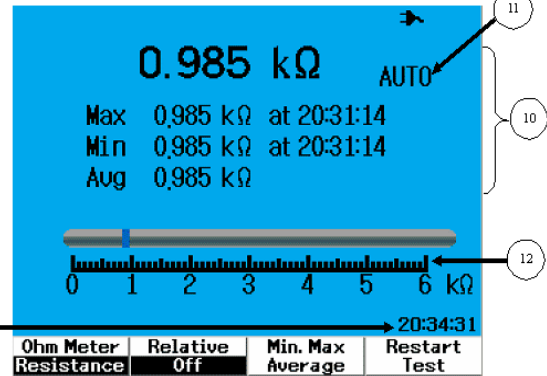 11
0.985 kΩ
AUTO
Max 0.985 kΩ at 20:31:14
Min 0.985 kΩ at 20:31:14
Avg 0.985 kΩ
10
12
0 1 2 3 4 5 6 kΩ
20:34:31
Ohm Meter Relative Min. Max Restart
Resistance Off Average Test